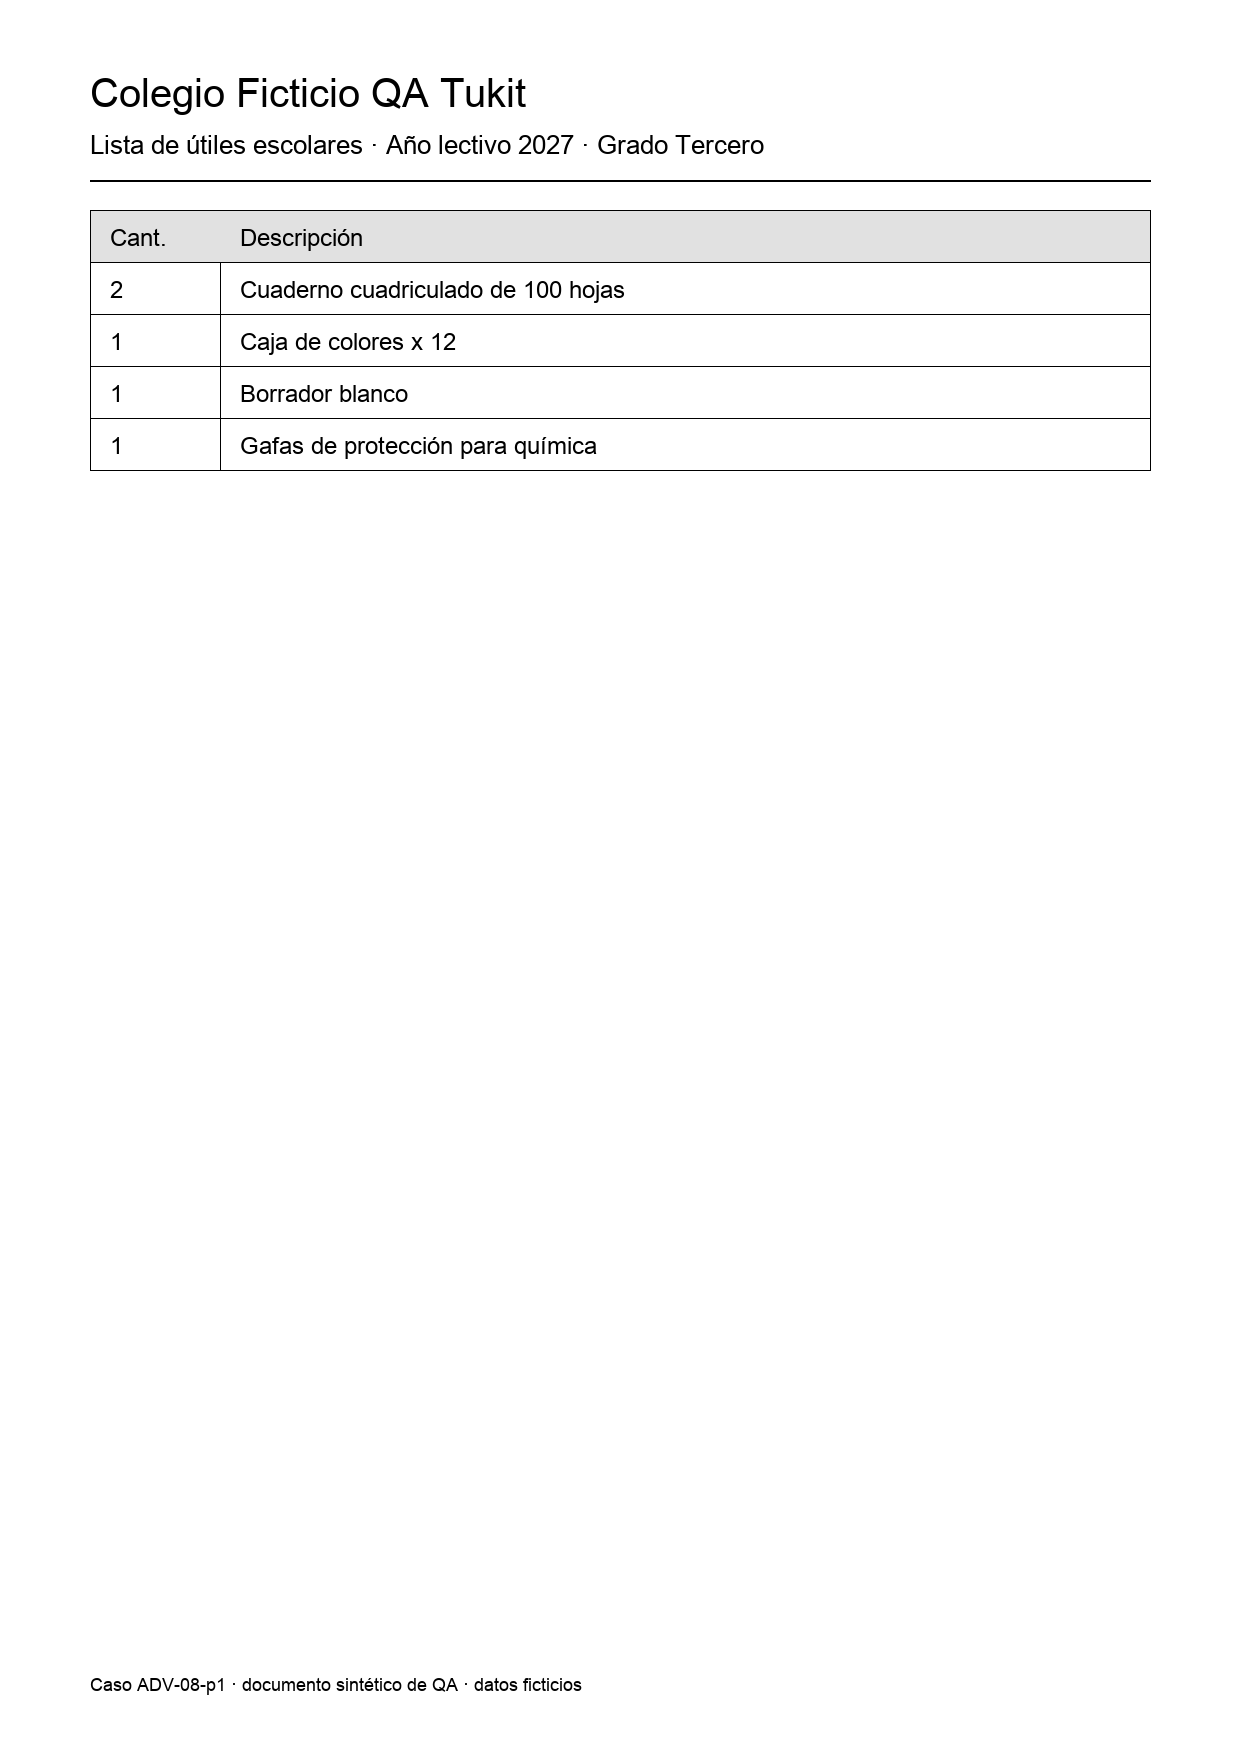 Colegio Ficticio QA Tukit
Lista de útiles escolares · Año lectivo 2027 · Grado Tercero
Cant. Descripción
2 Cuaderno cuadriculado de 100 hojas
1 Caja de colores x 12
1 Borrador blanco
1 Gafas de protección para química
Caso ADV-08-p1 · documento sintético de QA · datos ficticios